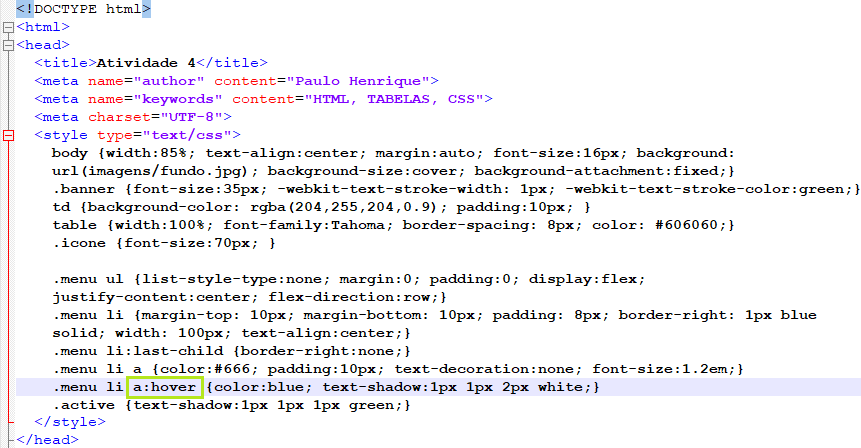 <!DOCTYPE html>
<html>
<head>
<title>Atividade 4</title>
<meta name="author" content="Paulo Henrique">
<meta name="keywords" content="HTML, TABELAS, CSS">
<meta charset="UTF-8">
<style type="text/css">
body {width:85%; text-align:center; margin:auto; font-size:16px; background:
url(imagens/fundo.jpg); background-size:cover; background-attachment:fixed;}
.banner {font-size:35px; -webkit-text-stroke-width: 1px; -webkit-text-stroke-color:green;}
td {background-color: rgba(204,255,204,0.9); padding:10px; }
table {width:100%; font-family:Tahoma; border-spacing: 8px; color: #606060;}
.icone {font-size:70px; }
.menu ul {list-style-type:none; margin:0; padding:0; display:flex;
justify-content:center; flex-direction:row;}
.menu li {margin-top: 10px; margin-bottom: 10px; padding: 8px; border-right: 1px blue
solid; width: 100px; text-align:center;}
.menu li:last-child {border-right:none;}
.menu li a {color:#666; padding:10px; text-decoration:none; font-size:1.2em;}
.menu li a:hover {color:blue; text-shadow:1px 1px 2px white;}
.active {text-shadow:1px 1px 1px green;}
</style>
</head>